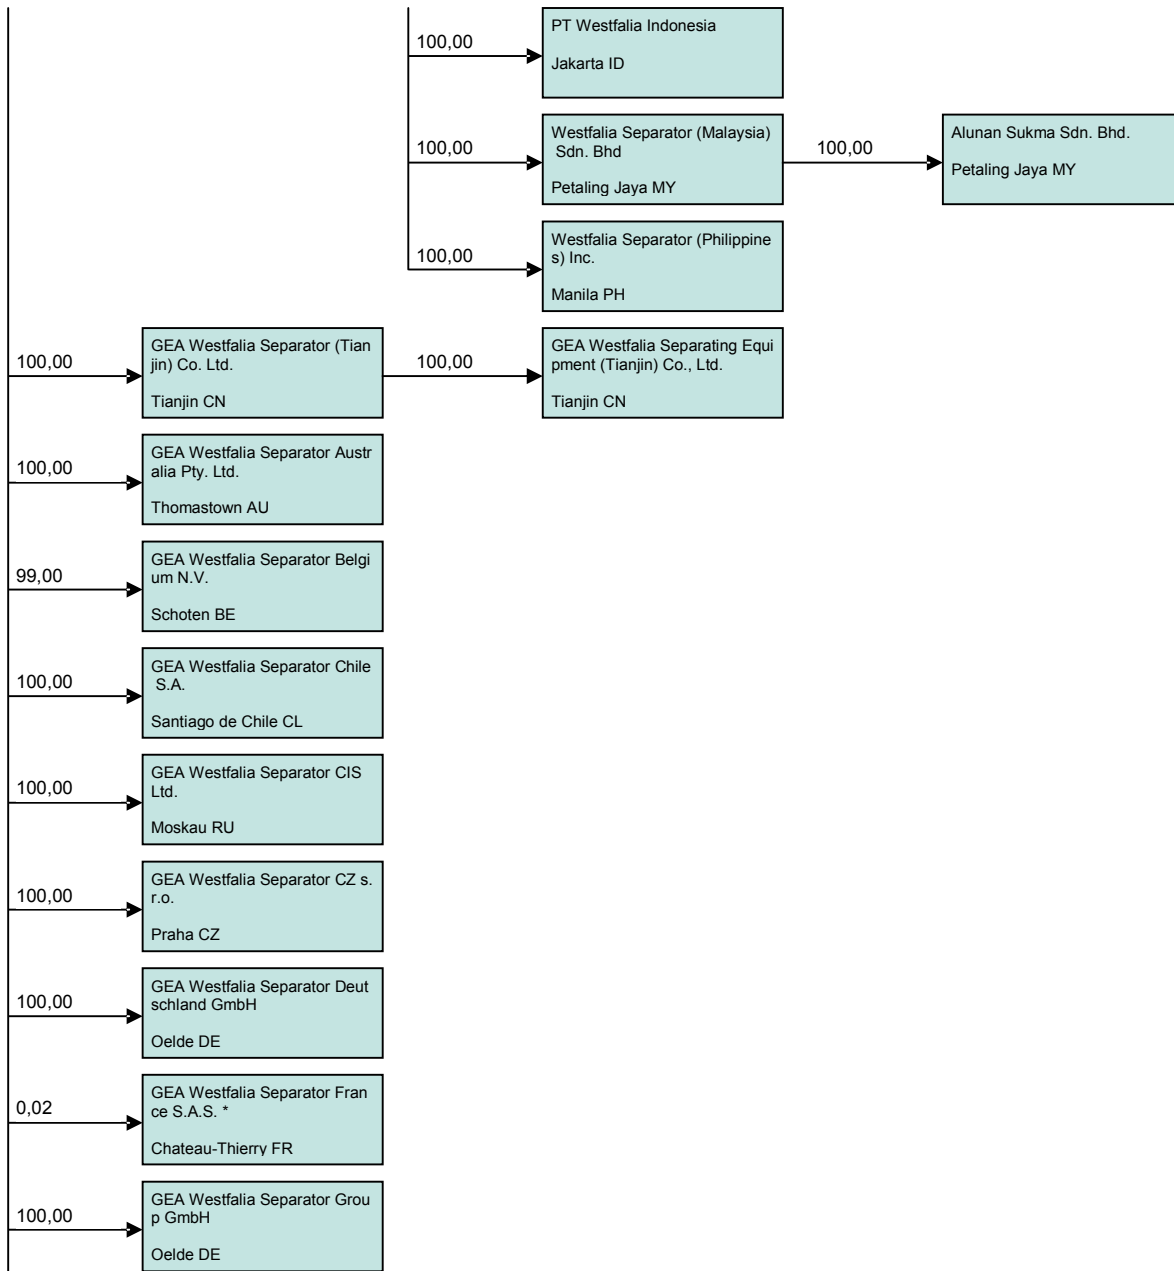 100,00
PT Westfalia Indonesia
Jakarta ID
100,00
Westfalia Separator (Malaysia)
Sdn. Bhd
Petaling Jaya MY
100,00
Alunan Sukma Sdn. Bhd.
Petaling Jaya MY
100,00
Westfalia Separator (Philippine
s) Inc.
Manila PH
100,00
GEA Westfalia Separator (Tian
jin) Co. Ltd.
Tianjin CN
100,00
GEA Westfalia Separating Equi
pment (Tianjin) Co., Ltd.
Tianjin CN
100,00
GEA Westfalia Separator Austr
alia Pty. Ltd.
Thomastown AU
99,00
GEA Westfalia Separator Belgi
um N.V.
Schoten BE
100,00
GEA Westfalia Separator Chile
S.A.
Santiago de Chile CL
100,00
GEA Westfalia Separator CIS
Ltd.
Moskau RU
100,00
GEA Westfalia Separator CZ s.
r.o.
Praha CZ
100,00
GEA Westfalia Separator Deut
schland GmbH
Oelde DE
0,02
GEA Westfalia Separator Fran
ce S.A.S. *
Chateau-Thierry FR
100,00
GEA Westfalia Separator Grou
p GmbH
Oelde DE